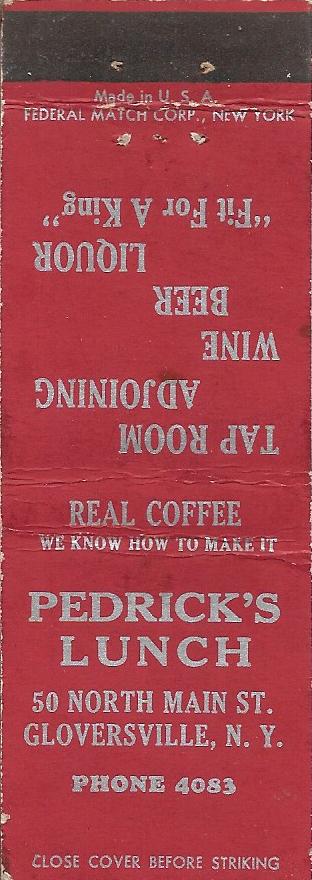 Made in U. S. A.
FEDERAL MATCH CORP., NEW YORK
TAP ROOM
ADJOINING
WINE
BEER
LIQUOR
"Fit For A King"
REAL COFFEE
WE KNOW HOW TO MAKE IT
PEDRICK'S
LUNCH
50 NORTH MAIN ST.
GLOVERSVILLE, N. Y.
PHONE 4083
CLOSE COVER BEFORE STRIKING